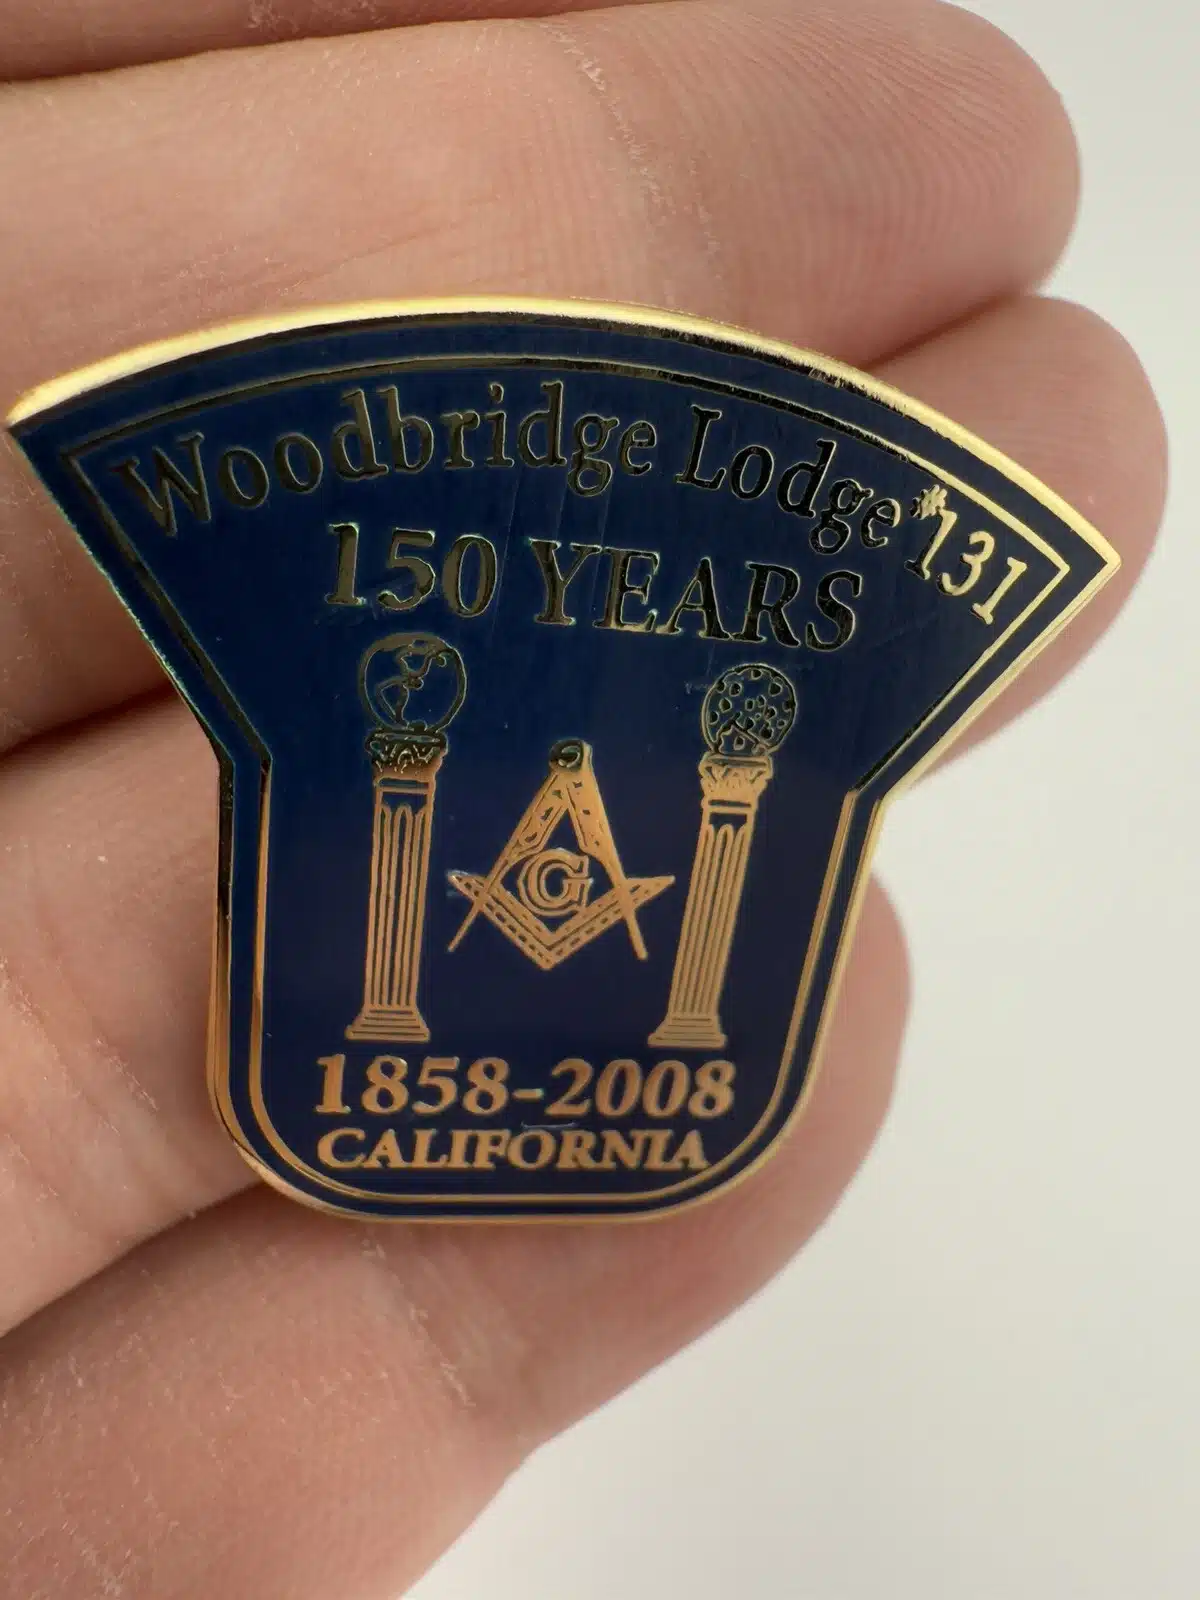 Woodbridge Lodge #131
150 YEARS
G
1858-2008
CALIFORNIA